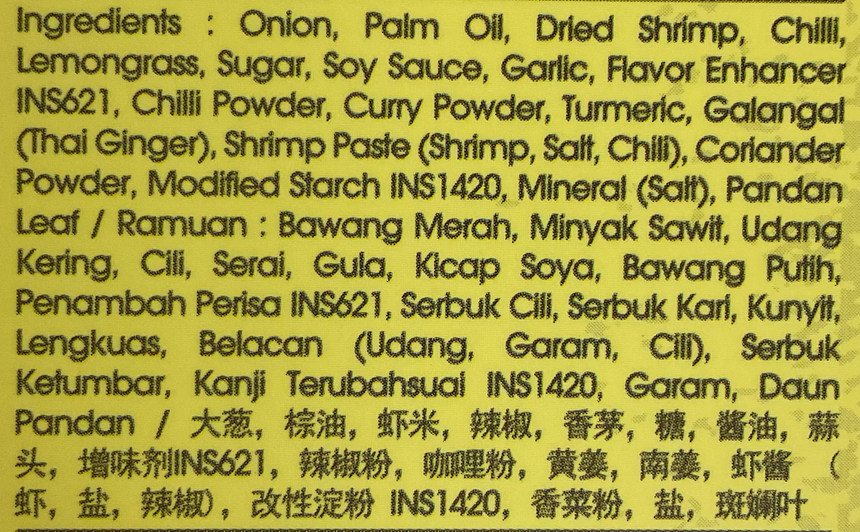 Ingredients : Onion, Palm Oil, Dried Shrimp, Chilli,
Lemongrass, Sugar, Soy Sauce, Garlic, Flavor Enhancer
INS621, Chilli Powder, Curry Powder, Turmeric, Galangal
(Thai Ginger), Shrimp Paste (Shrimp, Salt, Chili), Coriander
Powder, Modified Starch INS1420, Mineral (Salt), Pandan
Leaf / Ramuan : Bawang Merah, Minyak Sawit, Udang
Kering, Cili, Serai, Gula, Kicap Soya, Bawang Putih,
Penambah Perisa INS621, Serbuk Cili, Serbuk Kari, Kunyit,
Lengkuas, Belacan (Udang, Garam, Cili), Serbuk
Ketumbar, Kanji Terubahsuai INS1420, Garam, Daun
Pandan / 大葱, 棕油, 虾米, 辣椒, 香茅, 糖, 酱油, 蒜
头, 增味剂INS621, 辣椒粉, 咖哩粉, 黄姜, 南姜, 虾酱 (
虾, 盐, 辣椒), 改性淀粉 INS1420, 香菜粉, 盐, 斑斓叶